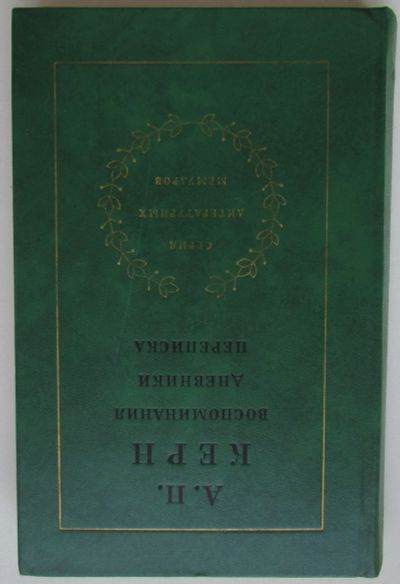 А. П.
КЕРН
ВОСПОМИНАНИЯ
ДНЕВНИКИ
ПЕРЕПИСКА
СЕРИЯ
ЛИТЕРАТУРНЫХ
МЕМУАРОВ